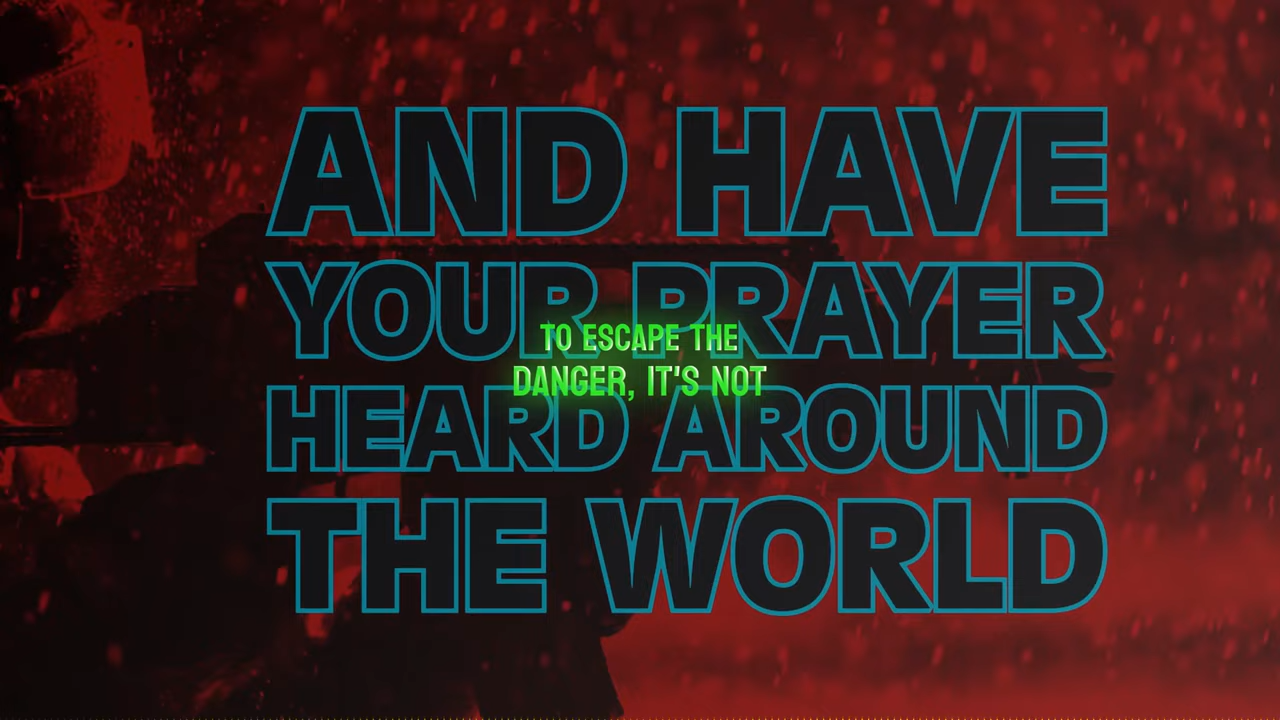 AND HAVE
YOUR PRAYER
TO ESCAPE THE
DANGER, IT'S NOT
HEARD AROUND
THE WORLD